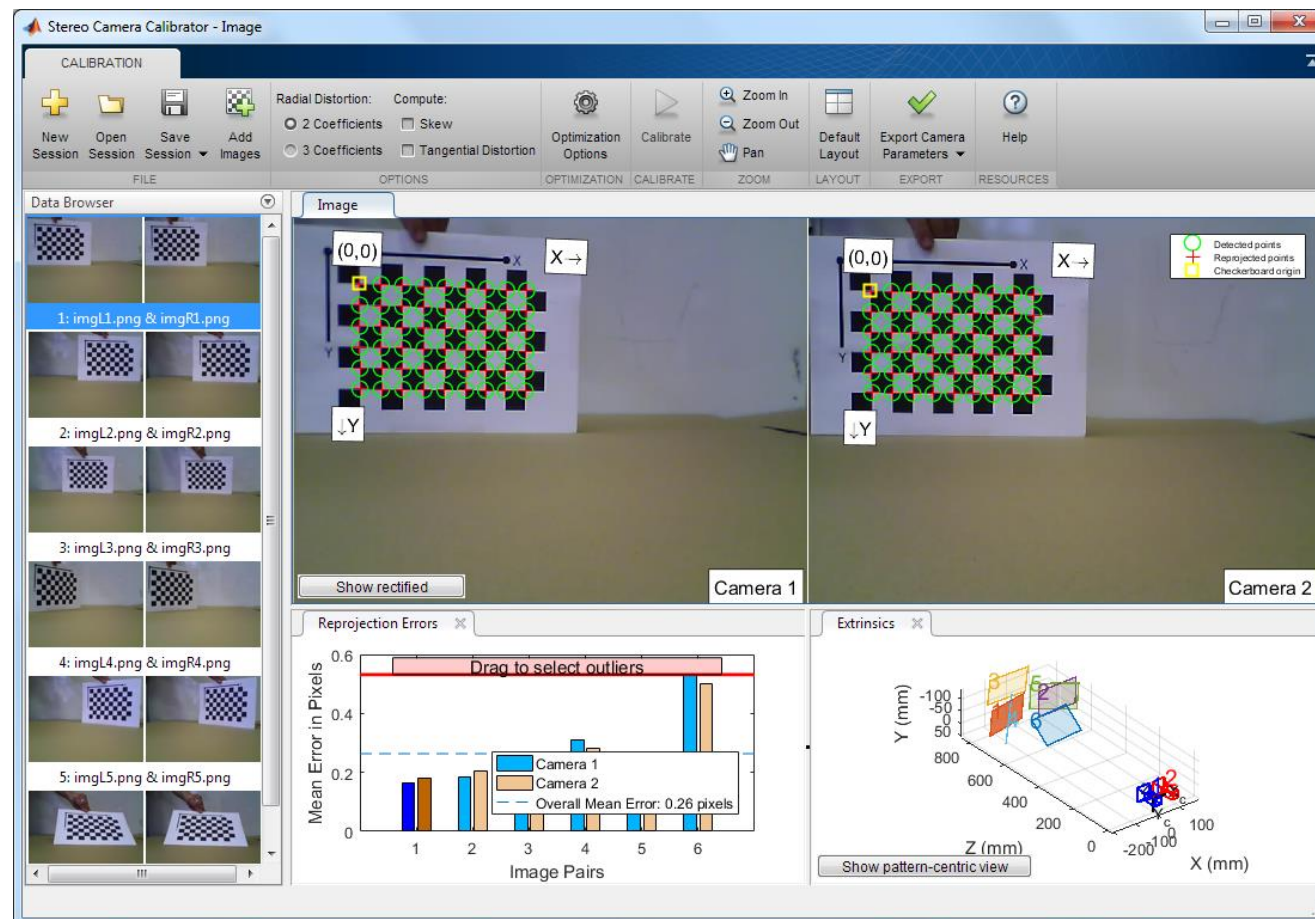 Stereo Camera Calibrator - Image
CALIBRATION
New Session
Open Session
Save Session
Add Images
FILE
Radial Distortion:
2 Coefficients
3 Coefficients
Compute:
Skew
Tangential Distortion
OPTIONS
Optimization Options
OPTIMIZATION
Calibrate
CALIBRATE
Zoom In
Zoom Out
Pan
ZOOM
Default Layout
LAYOUT
Export Camera Parameters
EXPORT
Help
RESOURCES
Data Browser
1: imgL1.png & imgR1.png
2: imgL2.png & imgR2.png
3: imgL3.png & imgR3.png
4: imgL4.png & imgR4.png
5: imgL5.png & imgR5.png
Image
(0,0)
X→
X
Y
↓Y
Show rectified
Camera 1
(0,0)
X→
X
Y
↓Y
Detected points
Reprojected points
Checkerboard origin
Camera 2
Reprojection Errors
Drag to select outliers
Mean Error in Pixels
0.6
0.4
0.2
0
Camera 1
Camera 2
Overall Mean Error: 0.26 pixels
1 2 3 4 5 6
Image Pairs
Extrinsics
Y (mm)
-100
-50
0
50
800
600
400
200
0
Z (mm)
-200
-100
0
100
X (mm)
3
5
2
6
2
c
c
Show pattern-centric view